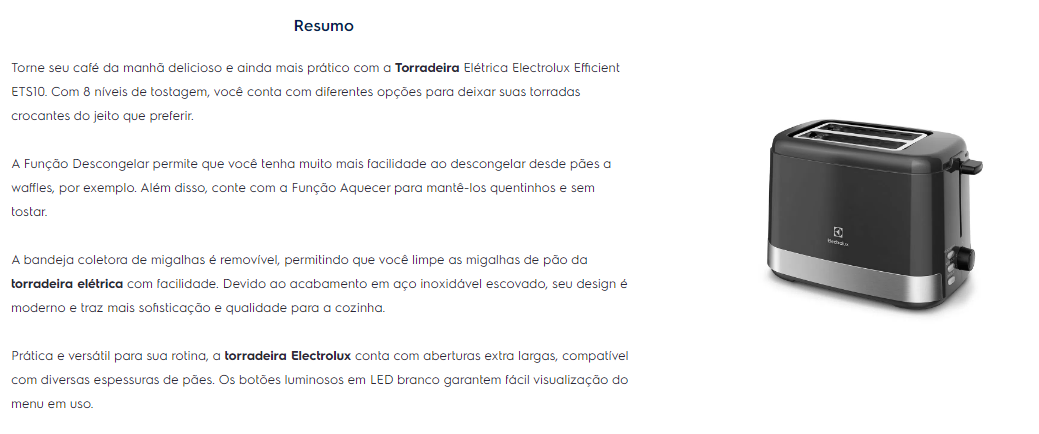 Resumo
Torne seu café da manhã delicioso e ainda mais prático com a Torradeira Elétrica Electrolux Efficient
ETS10. Com 8 níveis de tostagem, você conta com diferentes opções para deixar suas torradas
crocantes do jeito que preferir.
A Função Descongelar permite que você tenha muito mais facilidade ao descongelar desde pães a
waffles, por exemplo. Além disso, conte com a Função Aquecer para mantê-los quentinhos e sem
tostar.
A bandeja coletora de migalhas é removível, permitindo que você limpe as migalhas de pão da
torradeira elétrica com facilidade. Devido ao acabamento em aço inoxidável escovado, seu design é
moderno e traz mais sofisticação e qualidade para a cozinha.
Prática e versátil para sua rotina, a torradeira Electrolux conta com aberturas extra largas, compatível
com diversas espessuras de pães. Os botões luminosos em LED branco garantem fácil visualização do
menu em uso.
Electrolux